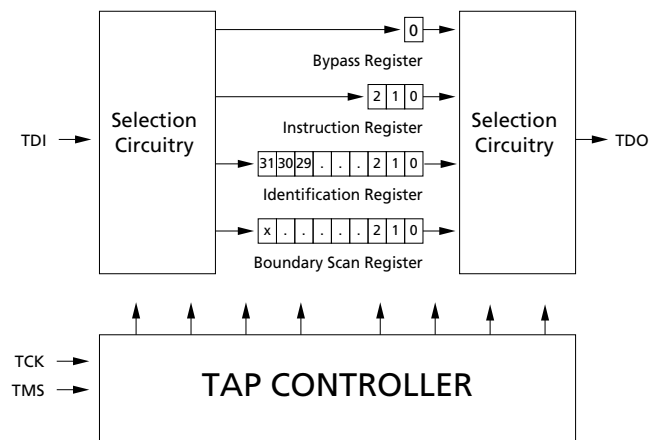 0
Bypass Register
2 1 0
Instruction Register
Selection
Circuitry
Selection
Circuitry
TDI
TDO
31 30 29 . . . 2 1 0
Identification Register
x . . . . . 2 1 0
Boundary Scan Register
TCK
TMS
TAP CONTROLLER